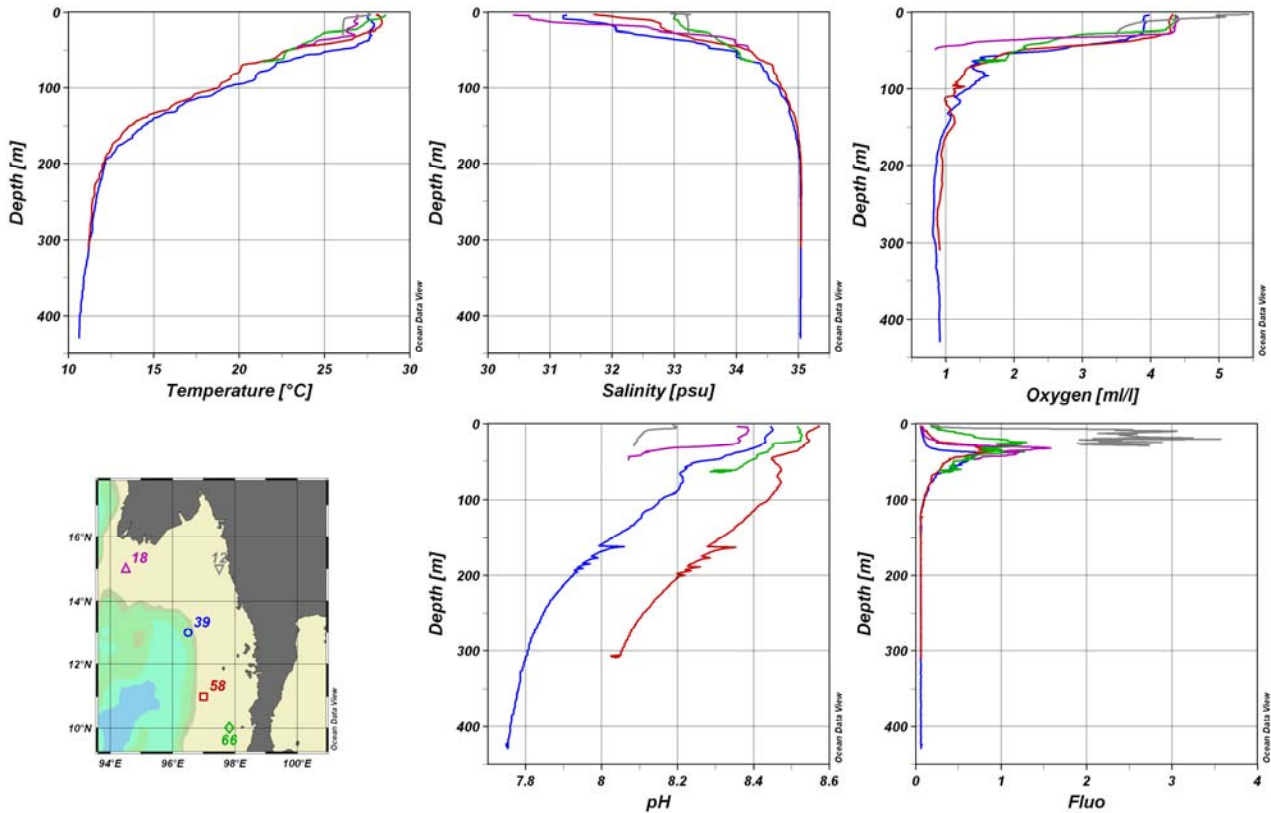 0
100
200
300
400
Depth [m]
10
15
20
25
30
Temperature [°C]
Ocean Data View
0
100
200
300
400
Depth [m]
30
31
32
33
34
35
Salinity [psu]
Ocean Data View
0
100
200
300
400
Depth [m]
1
2
3
4
5
Oxygen [ml/l]
Ocean Data View
16°N
14°N
12°N
10°N
94°E
96°E
98°E
100°E
18
12
39
58
66
Ocean Data View
0
100
200
300
400
Depth [m]
7.8
8
8.2
8.4
8.6
pH
Ocean Data View
0
100
200
300
400
Depth [m]
0
1
2
3
4
Fluo
Ocean Data View